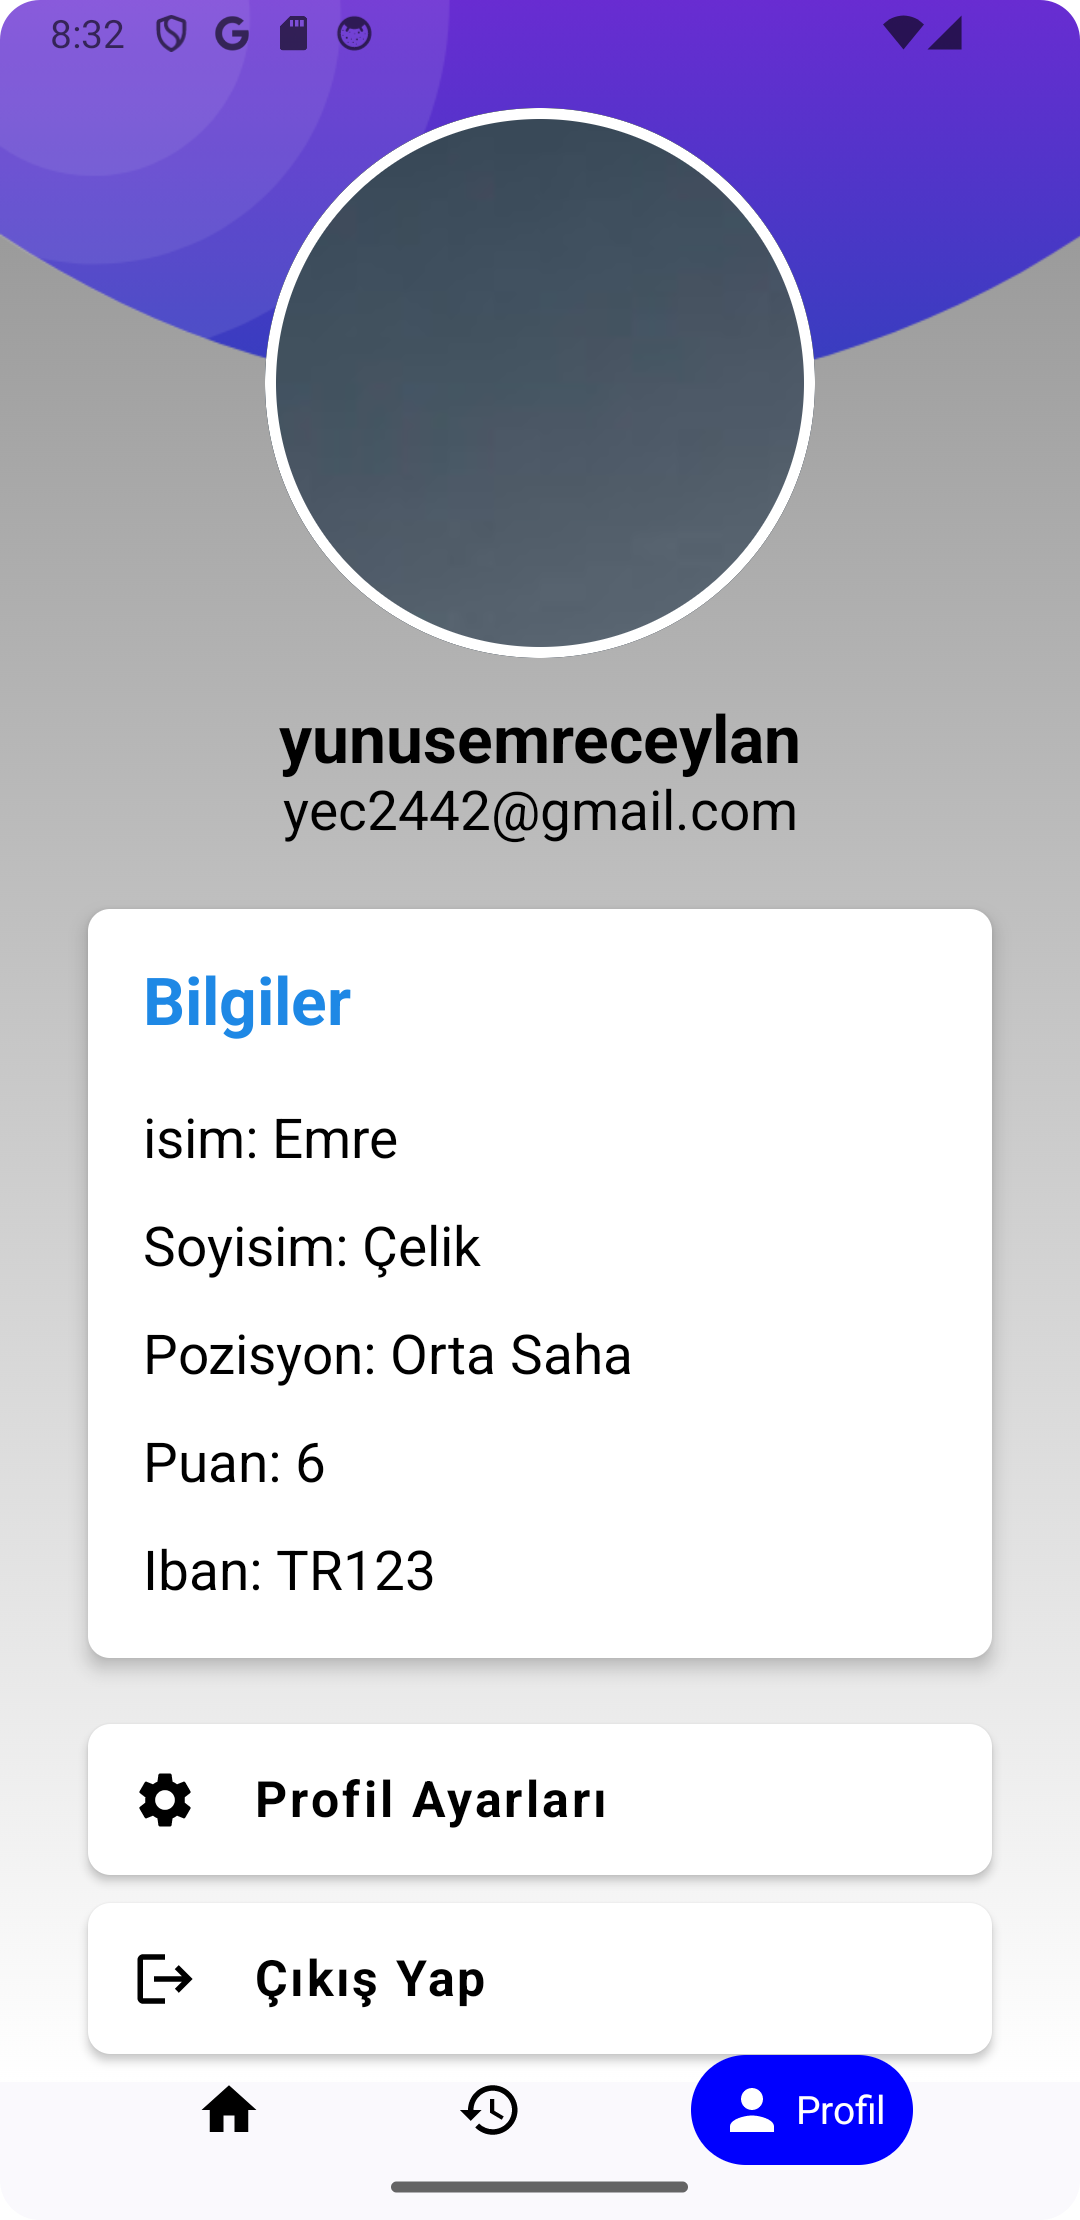 8:32
yunusemreceylan
yec2442@gmail.com
Bilgiler
isim: Emre
Soyisim: Çelik
Pozisyon: Orta Saha
Puan: 6
Iban: TR123
Profil Ayarları
Çıkış Yap
Profil